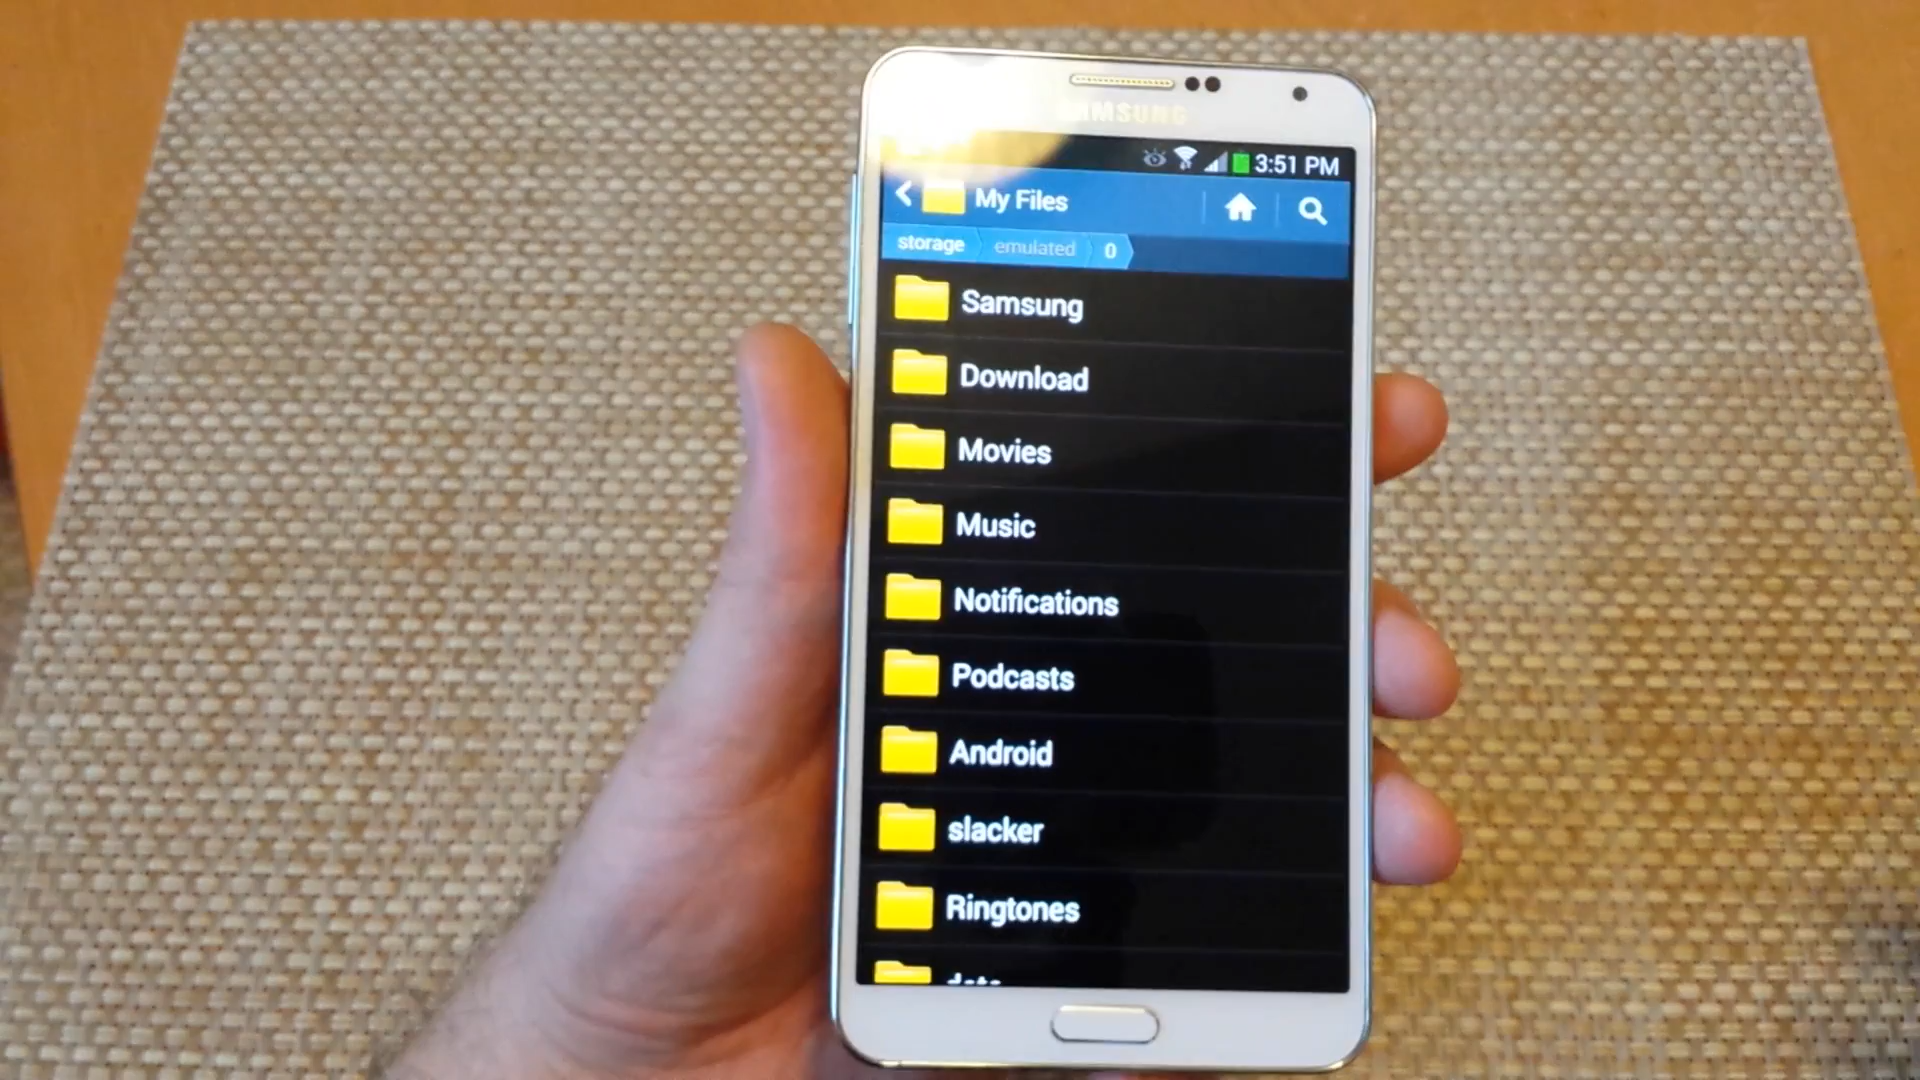 SAMSUNG
3:51 PM
My Files
storage emulated 0
Samsung
Download
Movies
Music
Notifications
Podcasts
Android
slacker
Ringtones